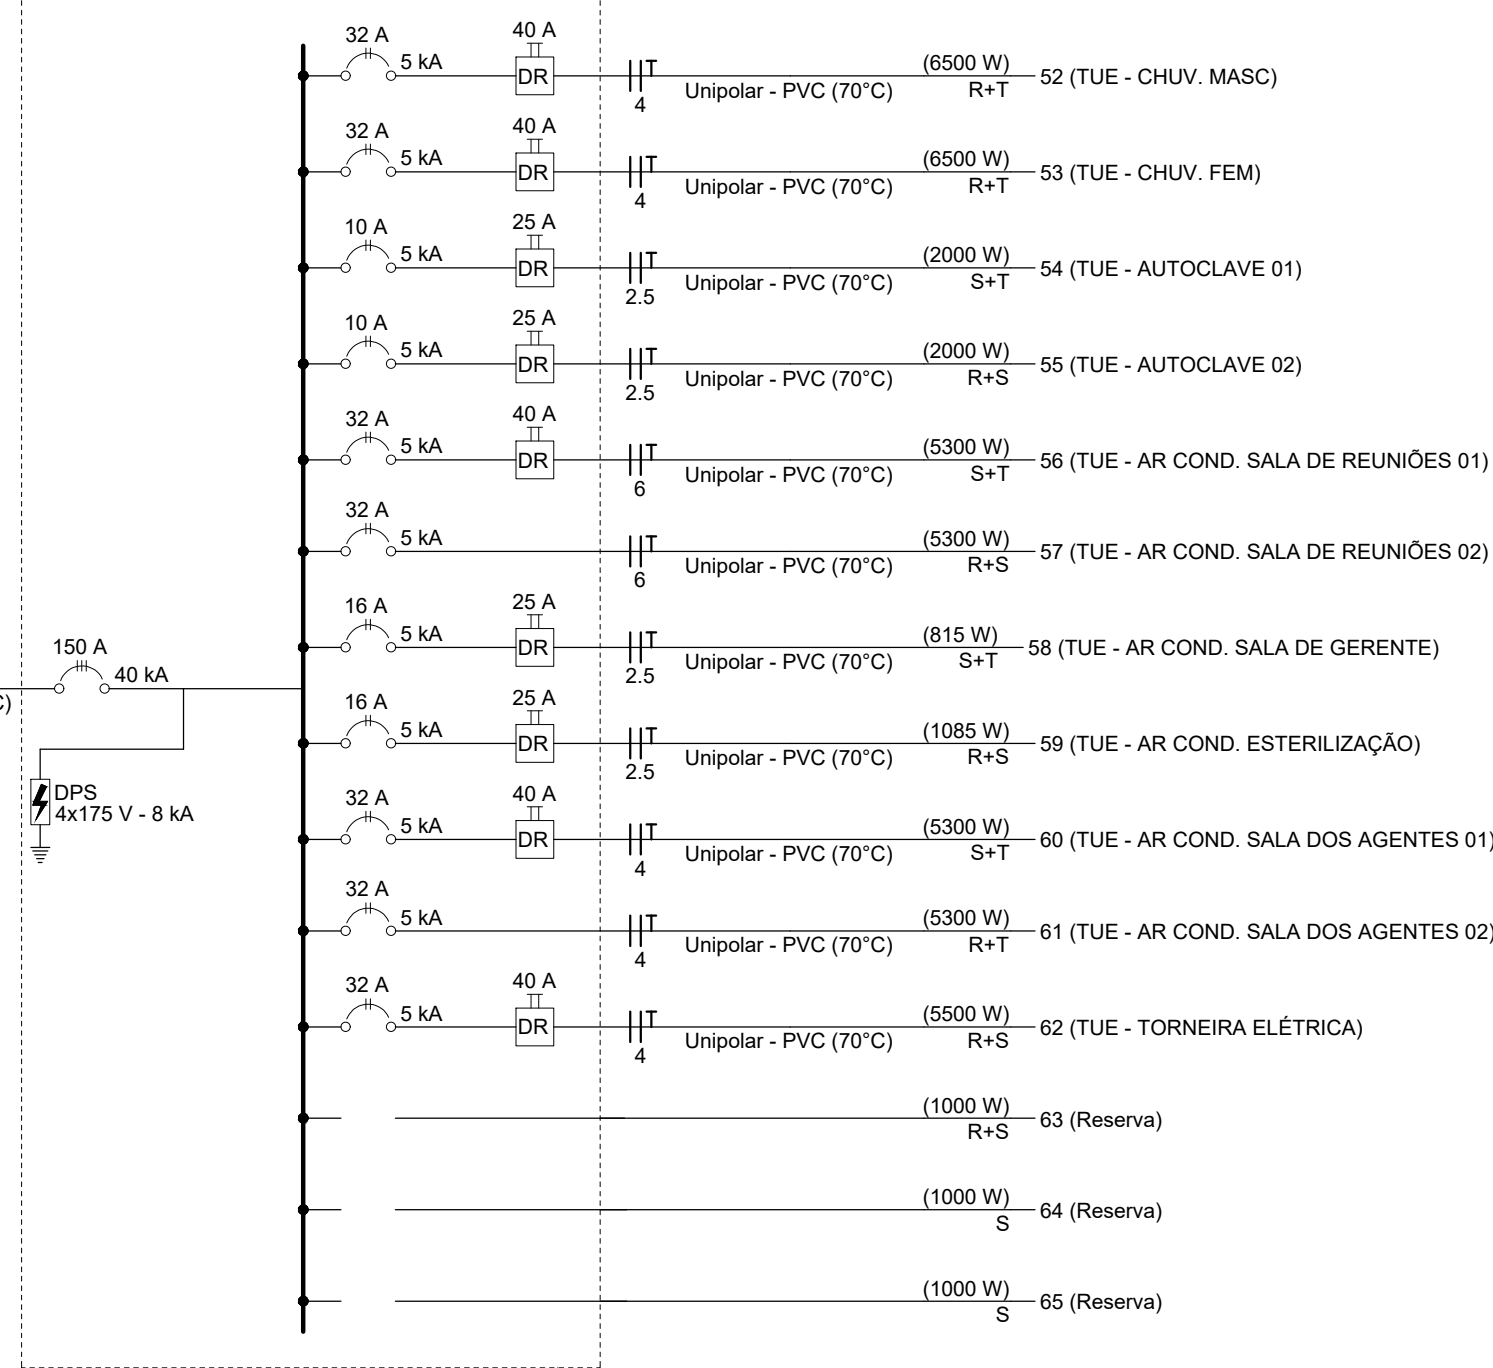 32 A
5 kA
40 A
DR
T
4
Unipolar - PVC (70°C)
(6500 W)
R+T
52 (TUE - CHUV. MASC)
32 A
5 kA
40 A
DR
T
4
Unipolar - PVC (70°C)
(6500 W)
R+T
53 (TUE - CHUV. FEM)
10 A
5 kA
25 A
DR
T
2.5
Unipolar - PVC (70°C)
(2000 W)
S+T
54 (TUE - AUTOCLAVE 01)
10 A
5 kA
25 A
DR
T
2.5
Unipolar - PVC (70°C)
(2000 W)
R+S
55 (TUE - AUTOCLAVE 02)
32 A
5 kA
40 A
DR
T
6
Unipolar - PVC (70°C)
(5300 W)
S+T
56 (TUE - AR COND. SALA DE REUNIÕES 01)
32 A
5 kA
T
6
Unipolar - PVC (70°C)
(5300 W)
R+S
57 (TUE - AR COND. SALA DE REUNIÕES 02)
16 A
5 kA
25 A
DR
T
2.5
Unipolar - PVC (70°C)
(815 W)
S+T
58 (TUE - AR COND. SALA DE GERENTE)
150 A
40 kA
C)
16 A
5 kA
25 A
DR
T
2.5
Unipolar - PVC (70°C)
(1085 W)
R+S
59 (TUE - AR COND. ESTERILIZAÇÃO)
DPS
4x175 V - 8 kA
32 A
5 kA
40 A
DR
T
4
Unipolar - PVC (70°C)
(5300 W)
S+T
60 (TUE - AR COND. SALA DOS AGENTES 01)
32 A
5 kA
T
4
Unipolar - PVC (70°C)
(5300 W)
R+T
61 (TUE - AR COND. SALA DOS AGENTES 02)
32 A
5 kA
40 A
DR
T
4
Unipolar - PVC (70°C)
(5500 W)
R+S
62 (TUE - TORNEIRA ELÉTRICA)
(1000 W)
R+S
63 (Reserva)
(1000 W)
S
64 (Reserva)
(1000 W)
S
65 (Reserva)